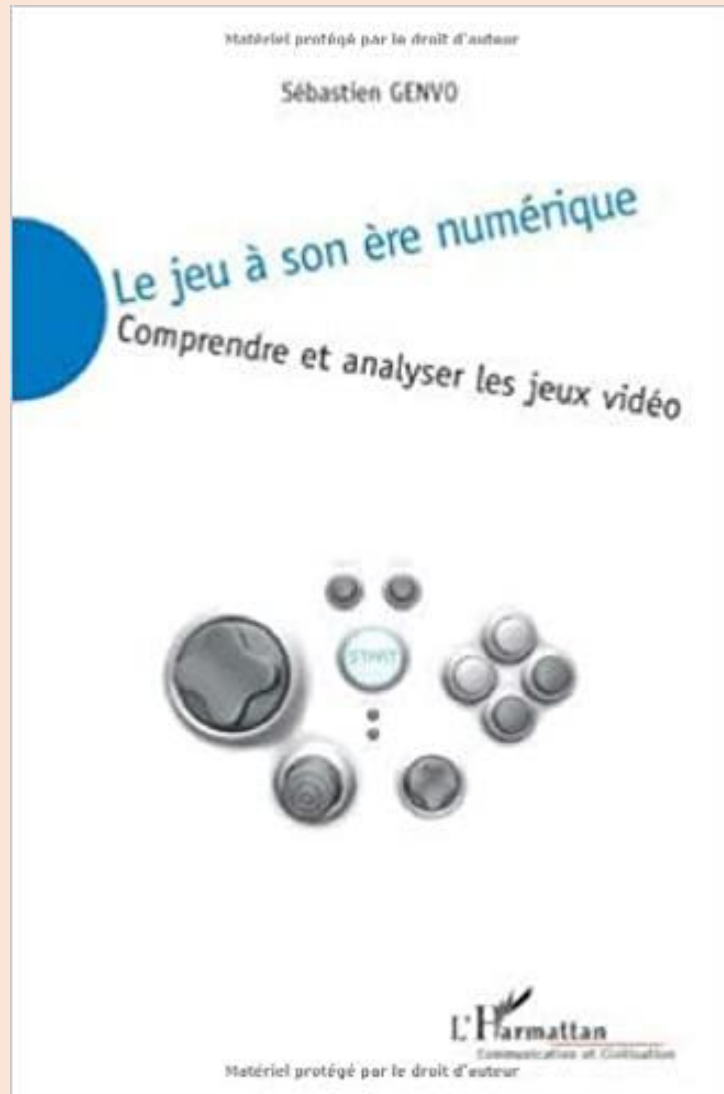 Matériel protégé par le droit d'auteur
Sébastien GENVO
Le jeu à son ère numérique
Comprendre et analyser les jeux vidéo
START
L'Harmattan
Communication et Civilisation
Matériel protégé par le droit d'auteur